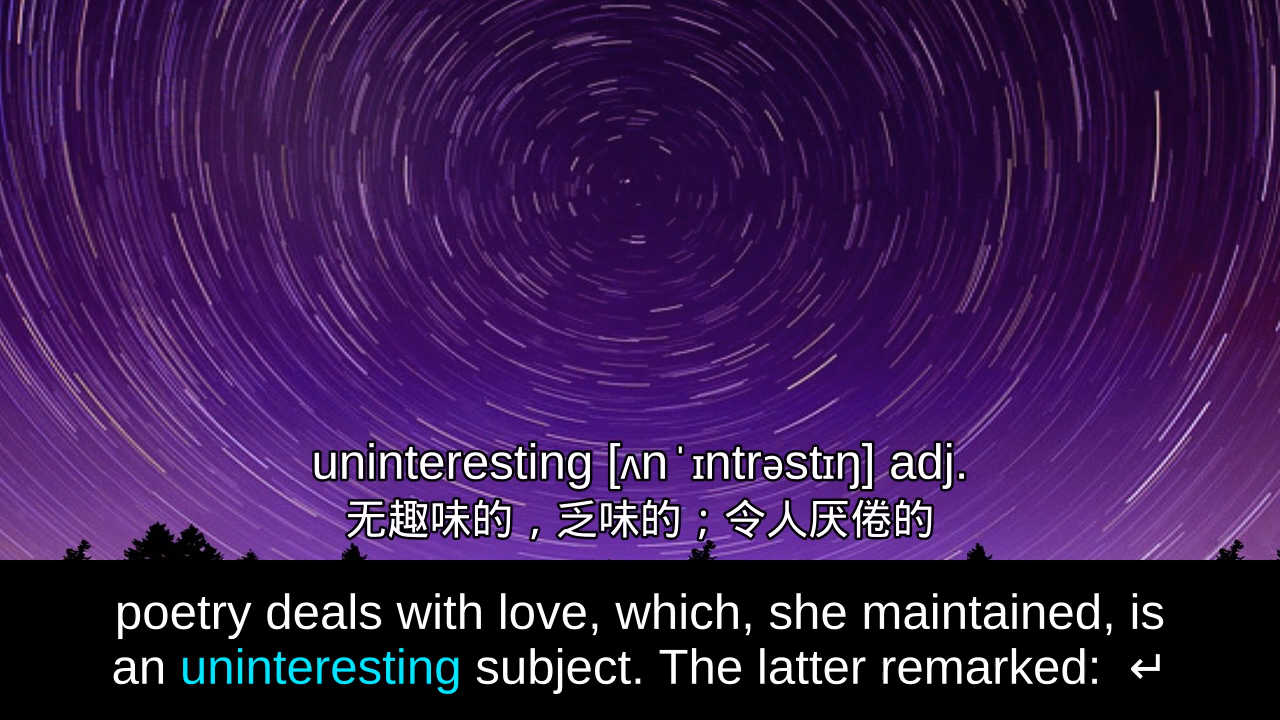 uninteresting [ʌnˈɪntrəstɪŋ] adj.
无趣味的，乏味的；令人厌倦的
poetry deals with love, which, she maintained, is
an uninteresting subject. The latter remarked: ↵